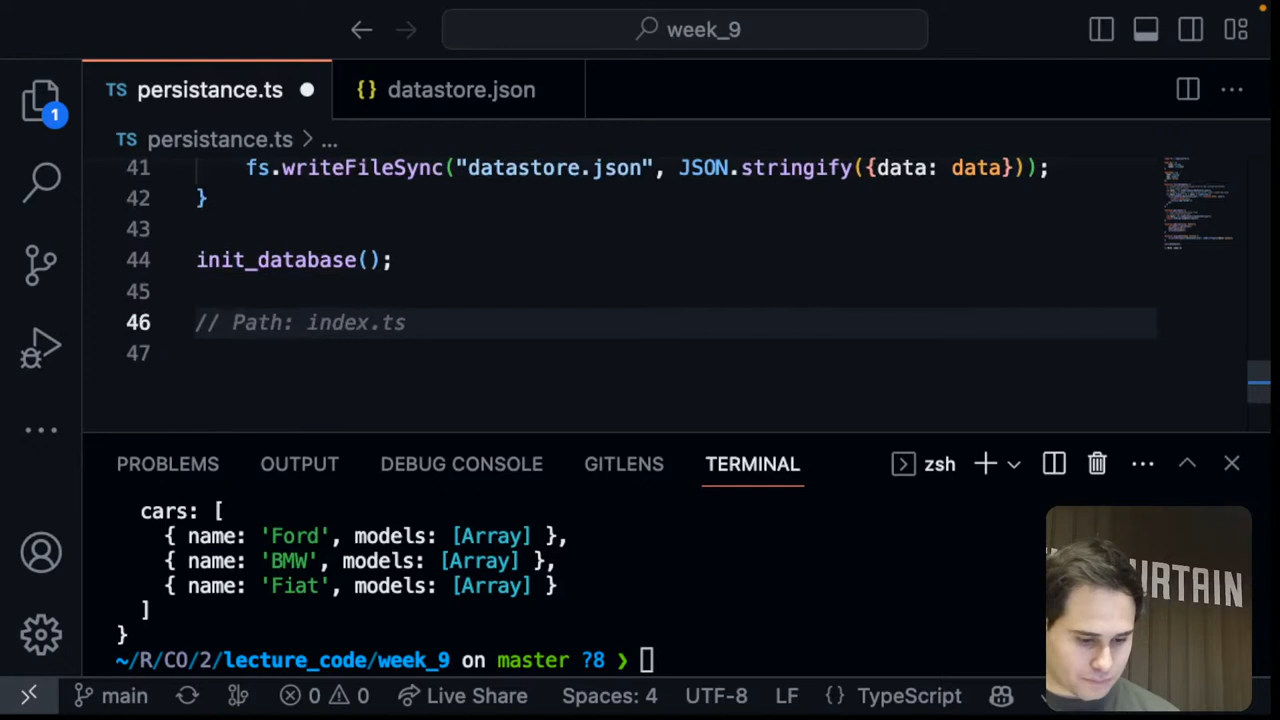 week_9
TS persistance.ts
{} datastore.json
TS persistance.ts > ...
1
41 fs.writeFileSync("datastore.json", JSON.stringify({data: data}));
42 }
43
44 init_database();
45
46 // Path: index.ts
47
PROBLEMS OUTPUT DEBUG CONSOLE GITLENS TERMINAL zsh
cars: [
{ name: 'Ford', models: [Array] },
{ name: 'BMW', models: [Array] },
{ name: 'Fiat', models: [Array] }
]
}
~/R/CO/2/lecture_code/week_9 on master ?8 ❯
URTAIN
main 0 0 Live Share Spaces: 4 UTF-8 LF {} TypeScript